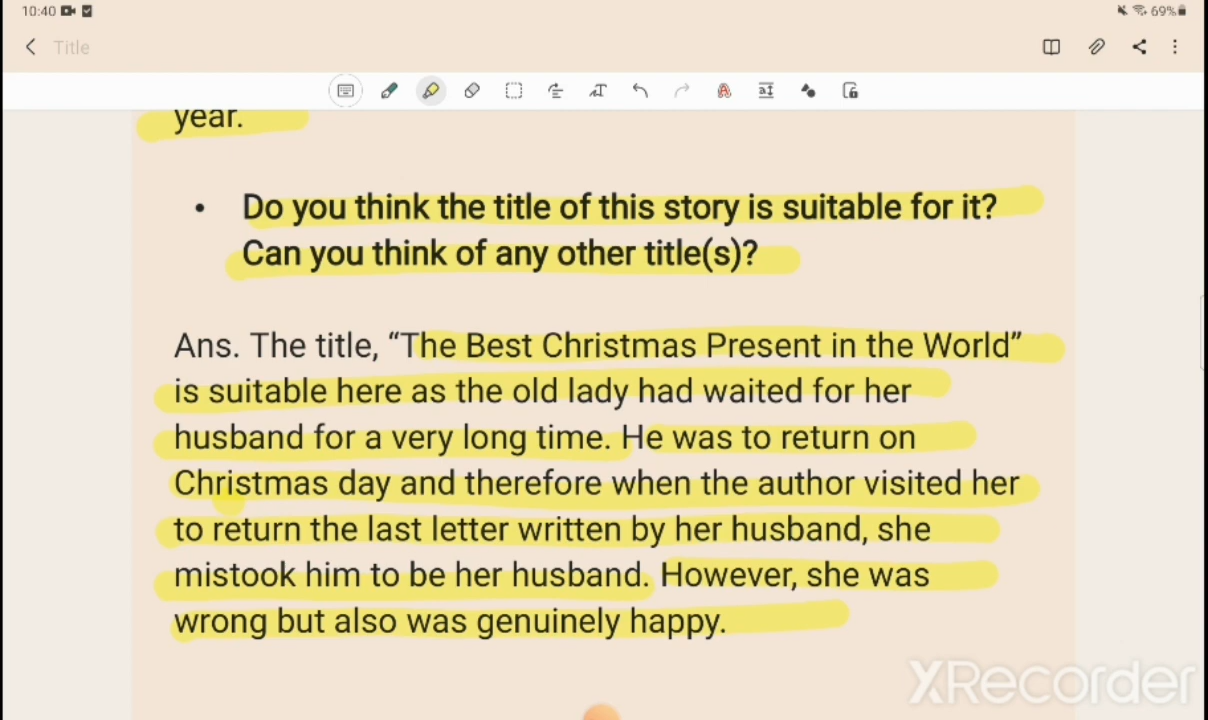 10:40
69%
Title
year.
• Do you think the title of this story is suitable for it?
Can you think of any other title(s)?
Ans. The title, “The Best Christmas Present in the World”
is suitable here as the old lady had waited for her
husband for a very long time. He was to return on
Christmas day and therefore when the author visited her
to return the last letter written by her husband, she
mistook him to be her husband. However, she was
wrong but also was genuinely happy.
XRecorder